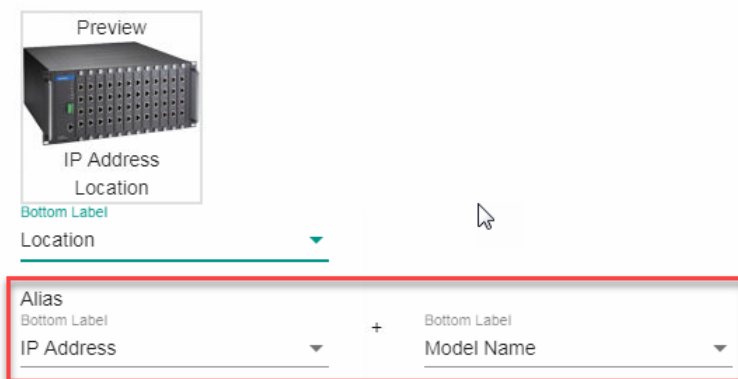 Preview
IP Address
Location
Bottom Label
Location
Alias
Bottom Label
IP Address
+
Bottom Label
Model Name